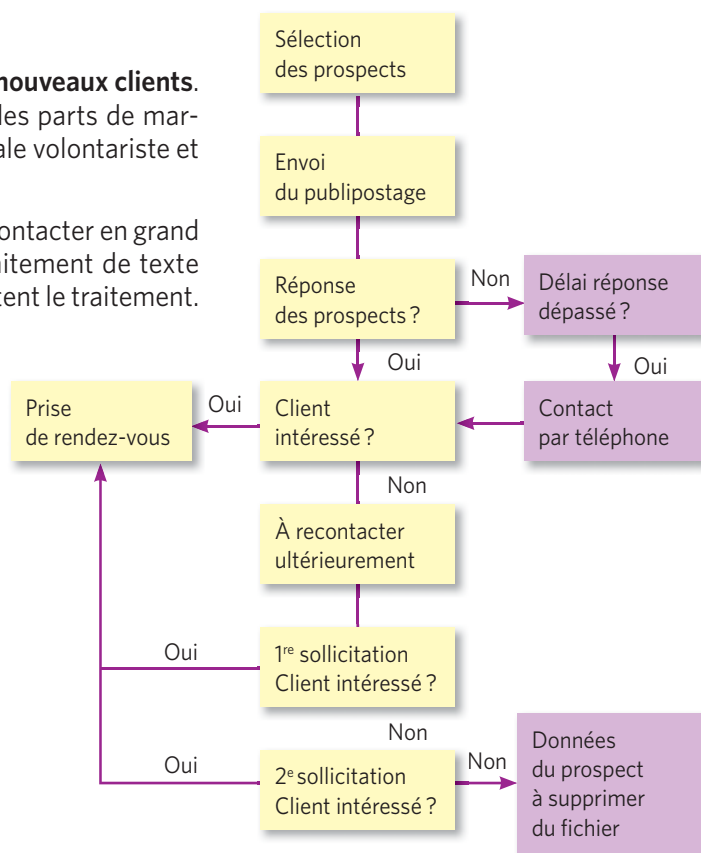 nouveaux clients.
les parts de mar-
ale volontariste et
ontacter en grand
aitement de texte
tent le traitement.
Sélection
des prospects
Envoi
du publipostage
Réponse
des prospects ?
Non
Délai réponse
dépassé ?
Oui
Oui
Prise
de rendez-vous
Oui
Client
intéressé ?
Contact
par téléphone
Non
À recontacter
ultérieurement
Oui
1re sollicitation
Client intéressé ?
Non
Oui
2e sollicitation
Client intéressé ?
Non
Données
du prospect
à supprimer
du fichier